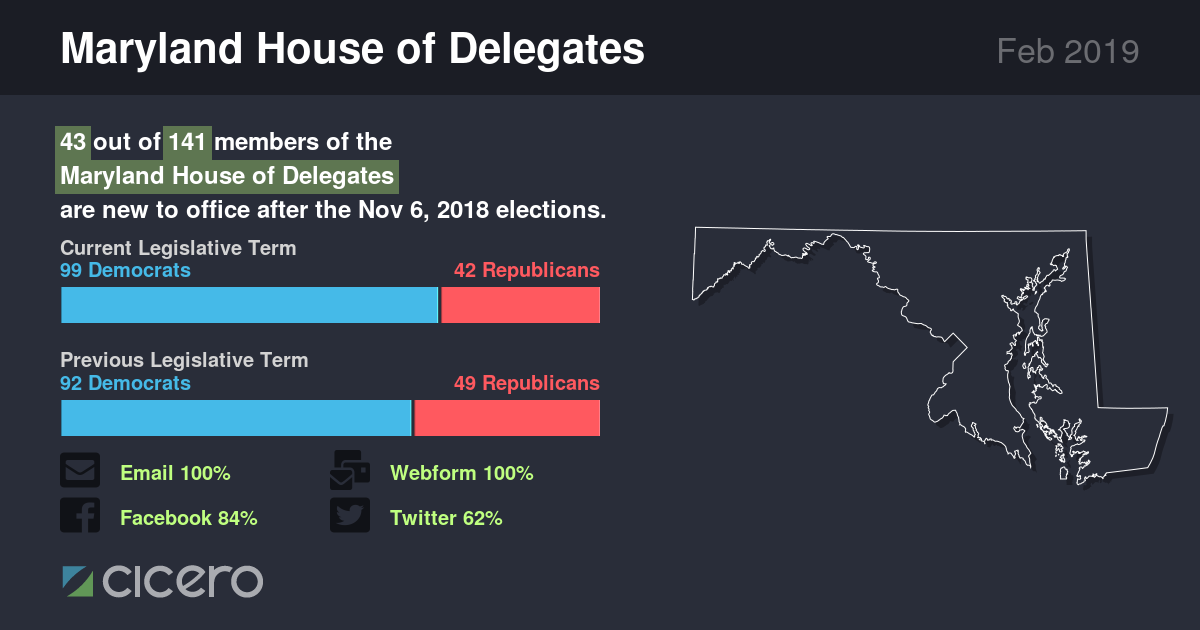 Maryland House of Delegates
Feb 2019
43 out of 141 members of the
Maryland House of Delegates
are new to office after the Nov 6, 2018 elections.
Current Legislative Term
99 Democrats 42 Republicans
Previous Legislative Term
92 Democrats 49 Republicans
Email 100% Webform 100%
Facebook 84% Twitter 62%
cicero